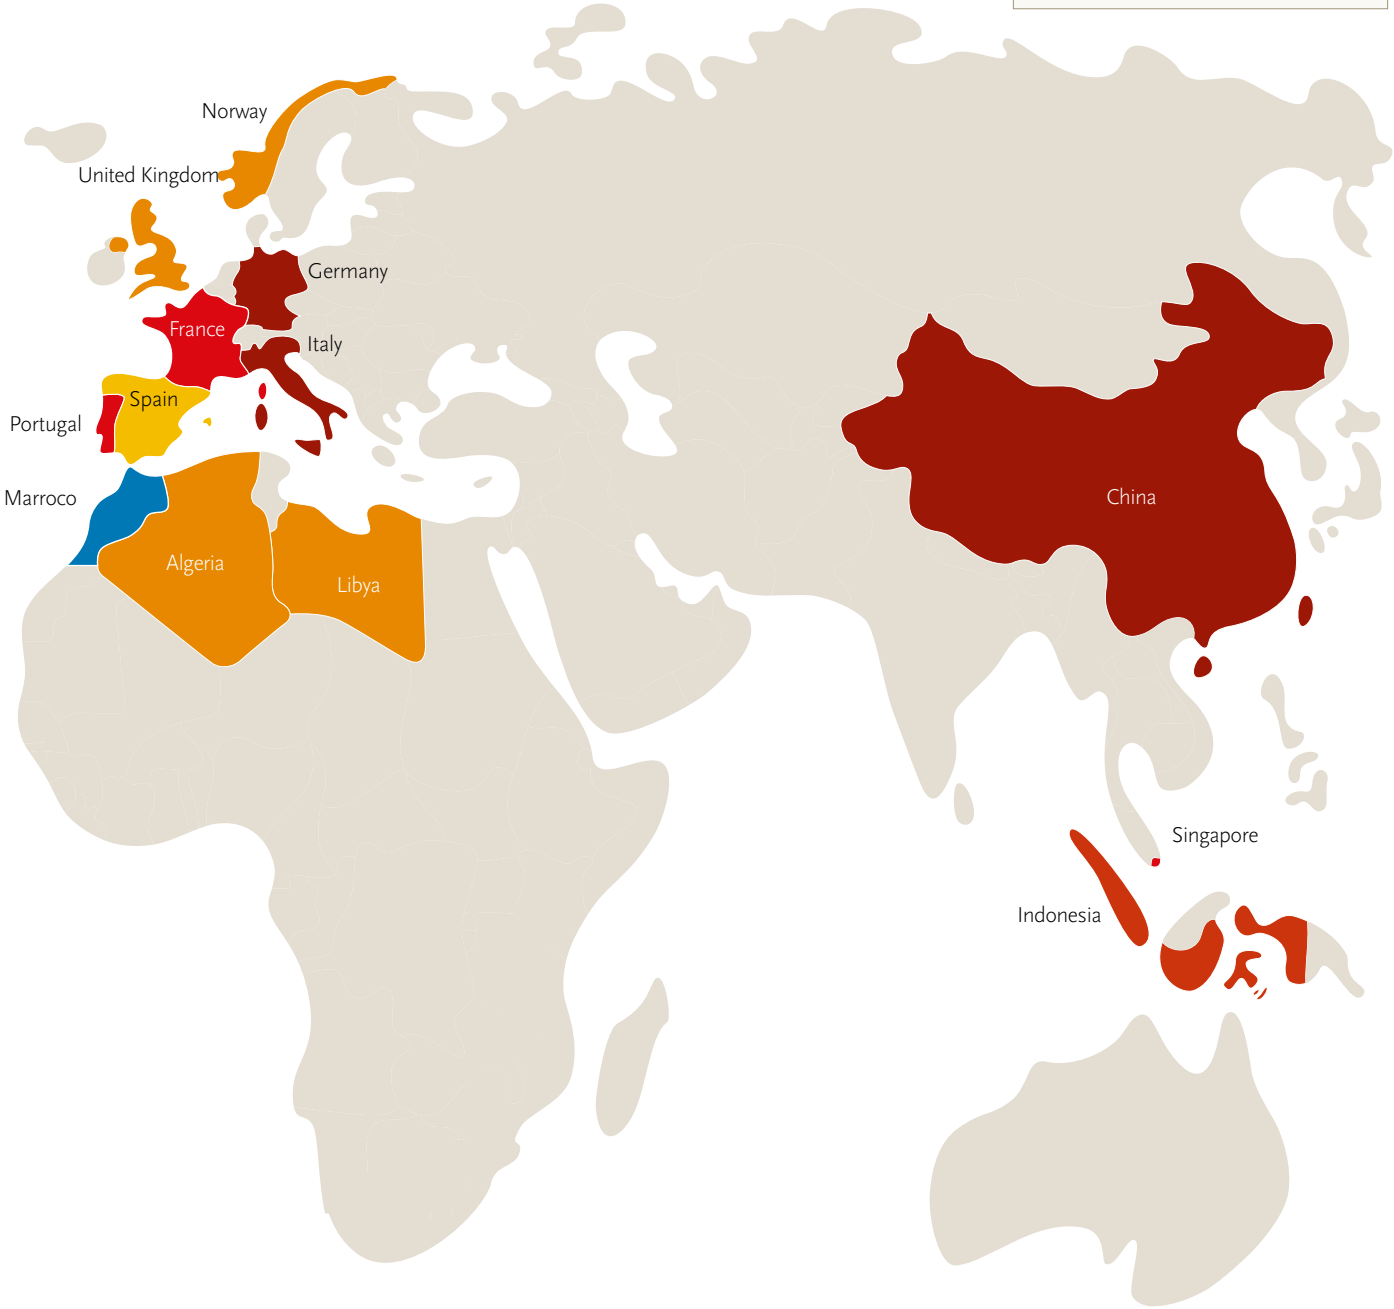 Norway
United Kingdom
Germany
France
Italy
Spain
Portugal
Marroco
China
Algeria
Libya
Singapore
Indonesia